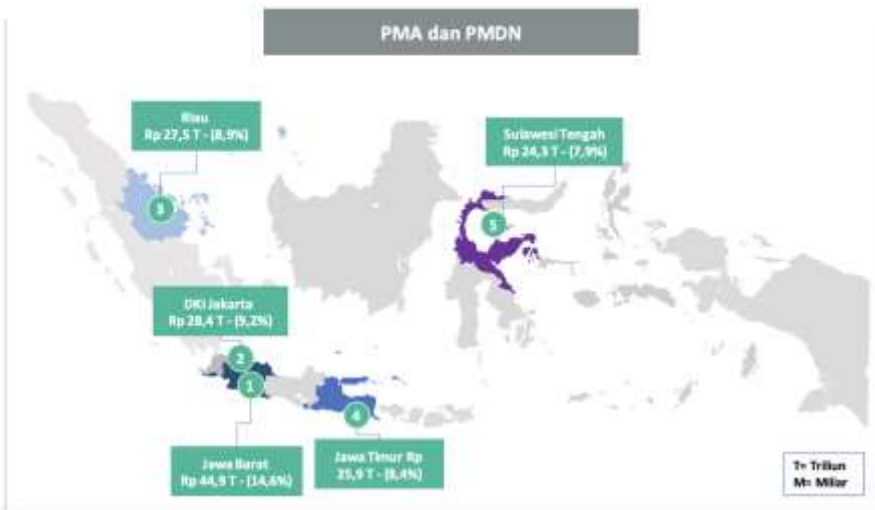 PMA dan PMDN
Riau
Rp 27,5 T - (8,9%)
3
Sulawesi Tengah
Rp 24,3 T - (7,9%)
5
DKI Jakarta
Rp 28,4 T - (9,2%)
2
1
4
Jawa Barat
Rp 44,9 T - (14,6%)
Jawa Timur Rp
25,9 T - (8,4%)
T= Triliun
M= Miliar